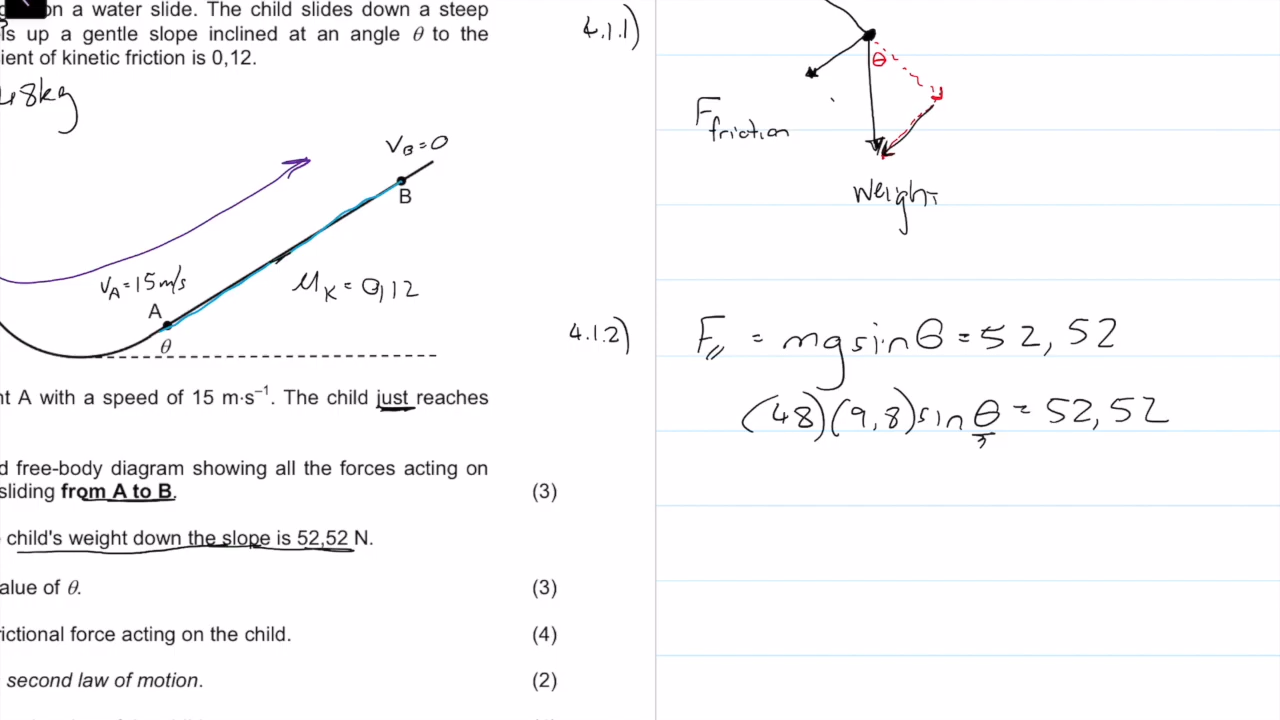 on a water slide. The child slides down a steep
ls up a gentle slope inclined at an angle θ to the
ient of kinetic friction is 0,12.
48kg
V_B=0
B
V_A=15m/s
μ_K = 0,12
A
θ
nt A with a speed of 15 m·s⁻¹. The child just reaches
d free-body diagram showing all the forces acting on
sliding from A to B. (3)
child's weight down the slope is 52,52 N.
alue of θ. (3)
rictional force acting on the child. (4)
second law of motion. (2)
4.1.1)
θ
F friction
weight
4.1.2)
F// = mg sin θ = 52,52
(48)(9,8) sin θ = 52,52